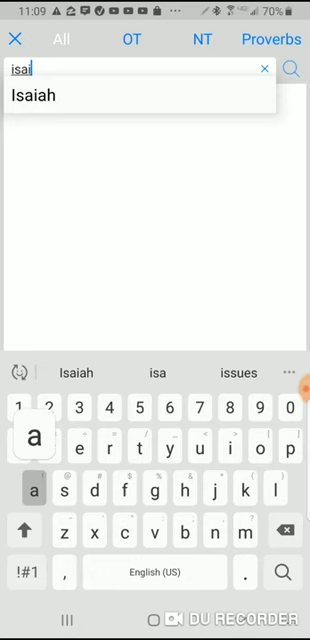 11:09 70%
All OT NT Proverbs
isai ×
Isaiah
Isaiah isa issues ...
1 2 3 4 5 6 7 8 9 0
a
e r t y u i o p
a s d f g h j k l
z x c v b n m
!#1 , English (US) .
DU RECORDER